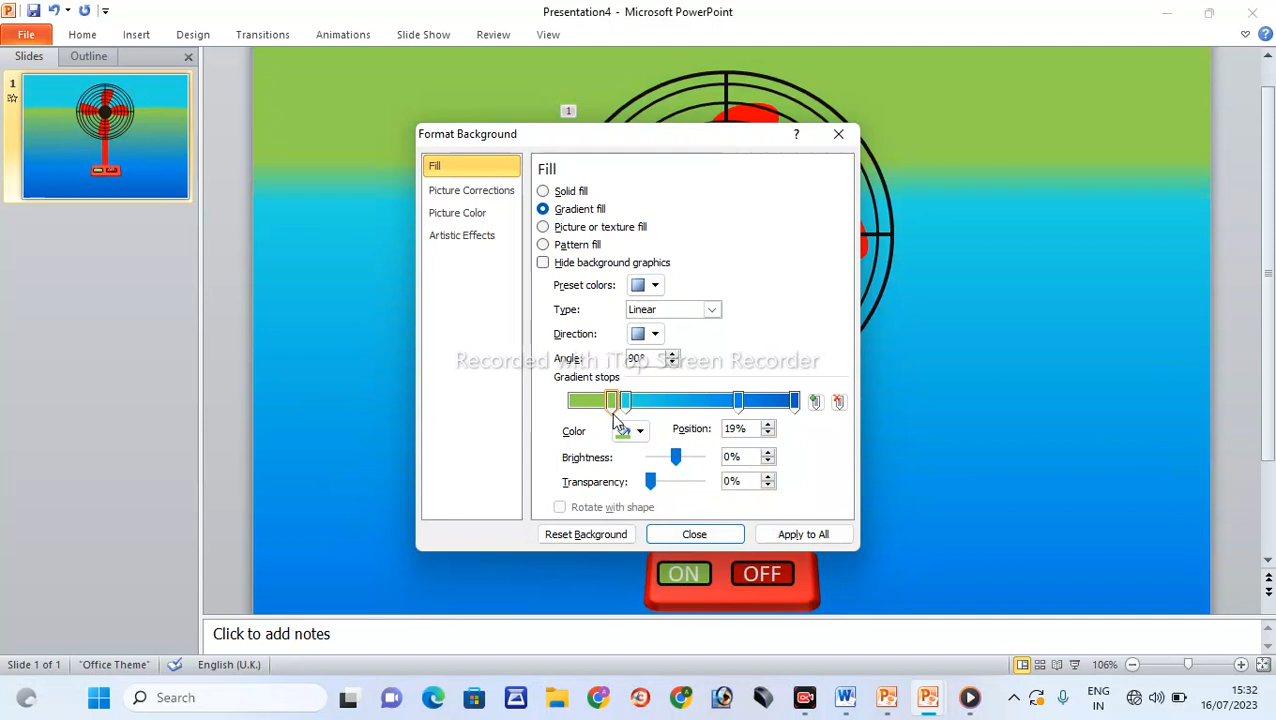 Presentation4 - Microsoft PowerPoint
File Home Insert Design Transitions Animations Slide Show Review View
Slides Outline
1
1
Format Background
Fill
Picture Corrections
Picture Color
Artistic Effects
Fill
Solid fill
Gradient fill
Picture or texture fill
Pattern fill
Hide background graphics
Preset colors:
Type: Linear
Direction:
Angle: 90°
Recorded with iTop Screen Recorder
Gradient stops
Color Position: 19%
Brightness: 0%
Transparency: 0%
Rotate with shape
Reset Background Close Apply to All
ON OFF
Click to add notes
Slide 1 of 1 "Office Theme" English (U.K.) 106%
Search
ENG
IN
13:32
16/07/2023